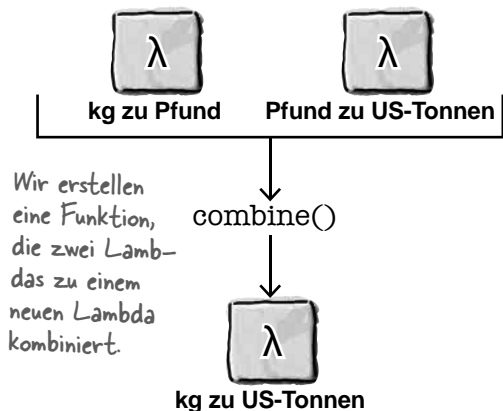 λ λ
kg zu Pfund Pfund zu US-Tonnen
Wir erstellen
eine Funktion,
die zwei Lamb-
das zu einem
neuen Lambda
kombiniert.
combine()
λ
kg zu US-Tonnen